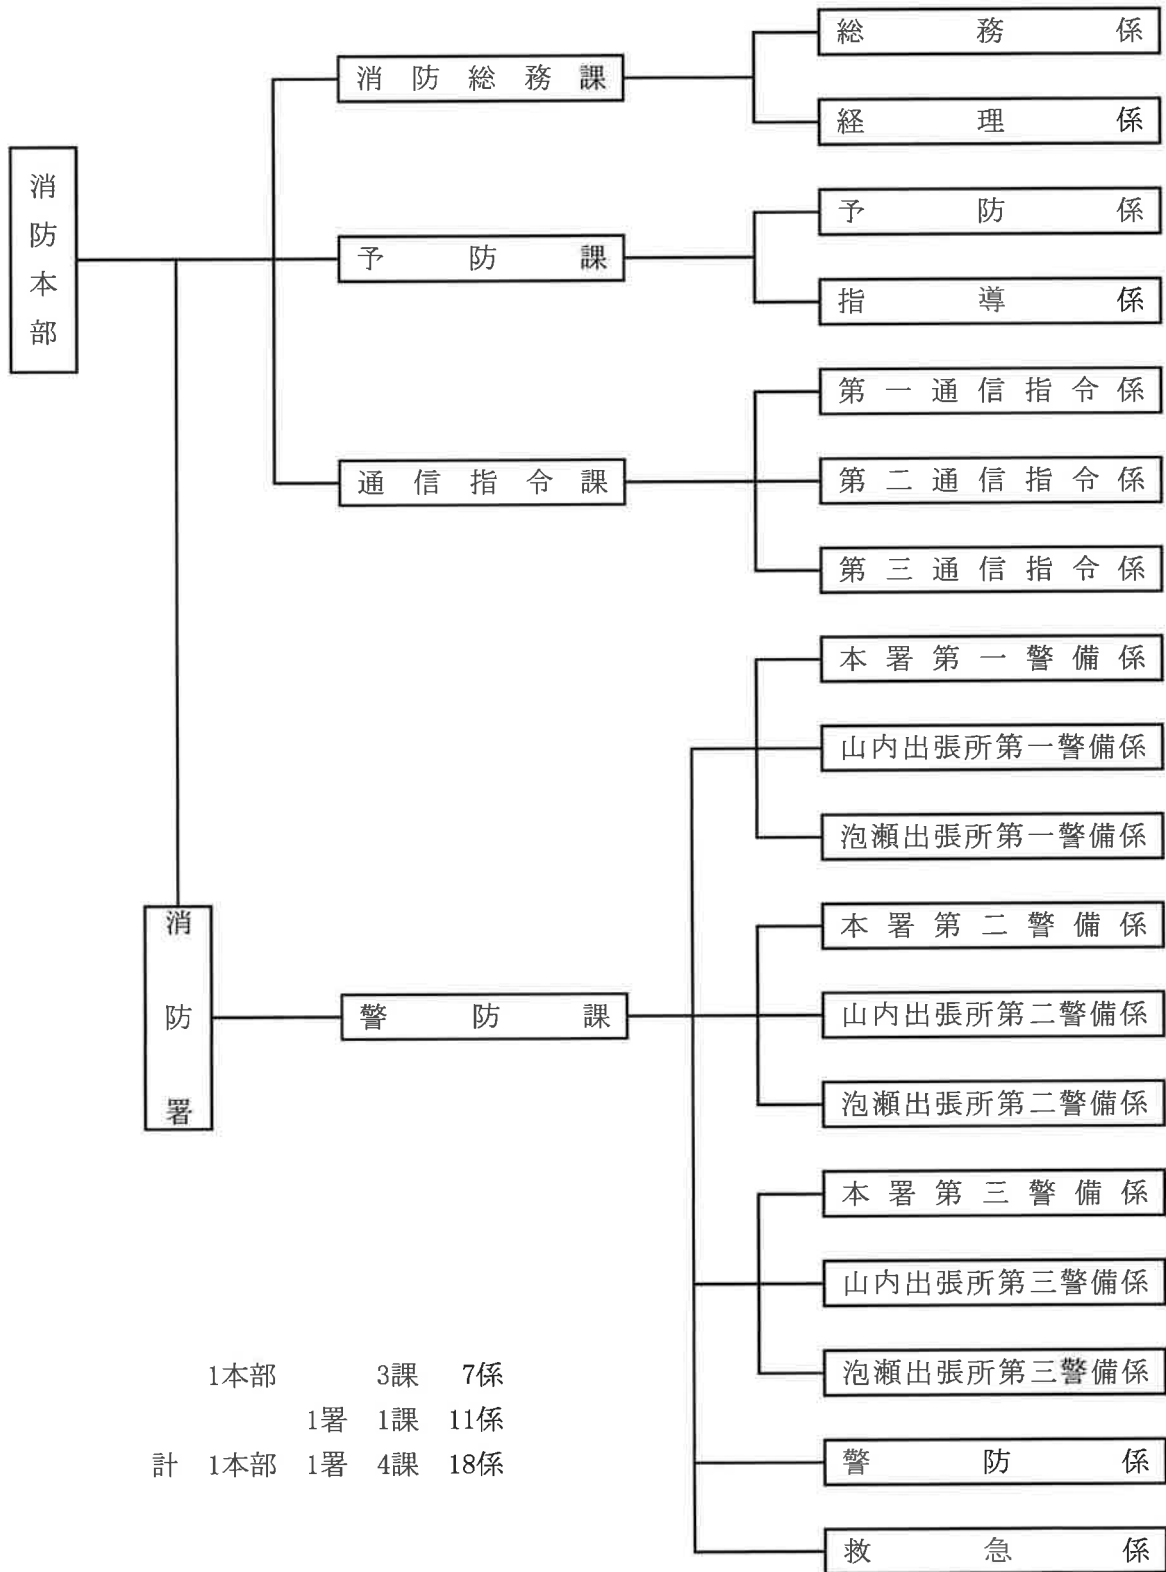 消防本部
消防総務課
総務係
経理係
予防課
予防係
指導係
通信指令課
第一通信指令係
第二通信指令係
第三通信指令係
消防署
警防課
本署第一警備係
山内出張所第一警備係
泡瀬出張所第一警備係
本署第二警備係
山内出張所第二警備係
泡瀬出張所第二警備係
本署第三警備係
山内出張所第三警備係
泡瀬出張所第三警備係
警防係
救急係
1本部 3課 7係
1署 1課 11係
計 1本部 1署 4課 18係